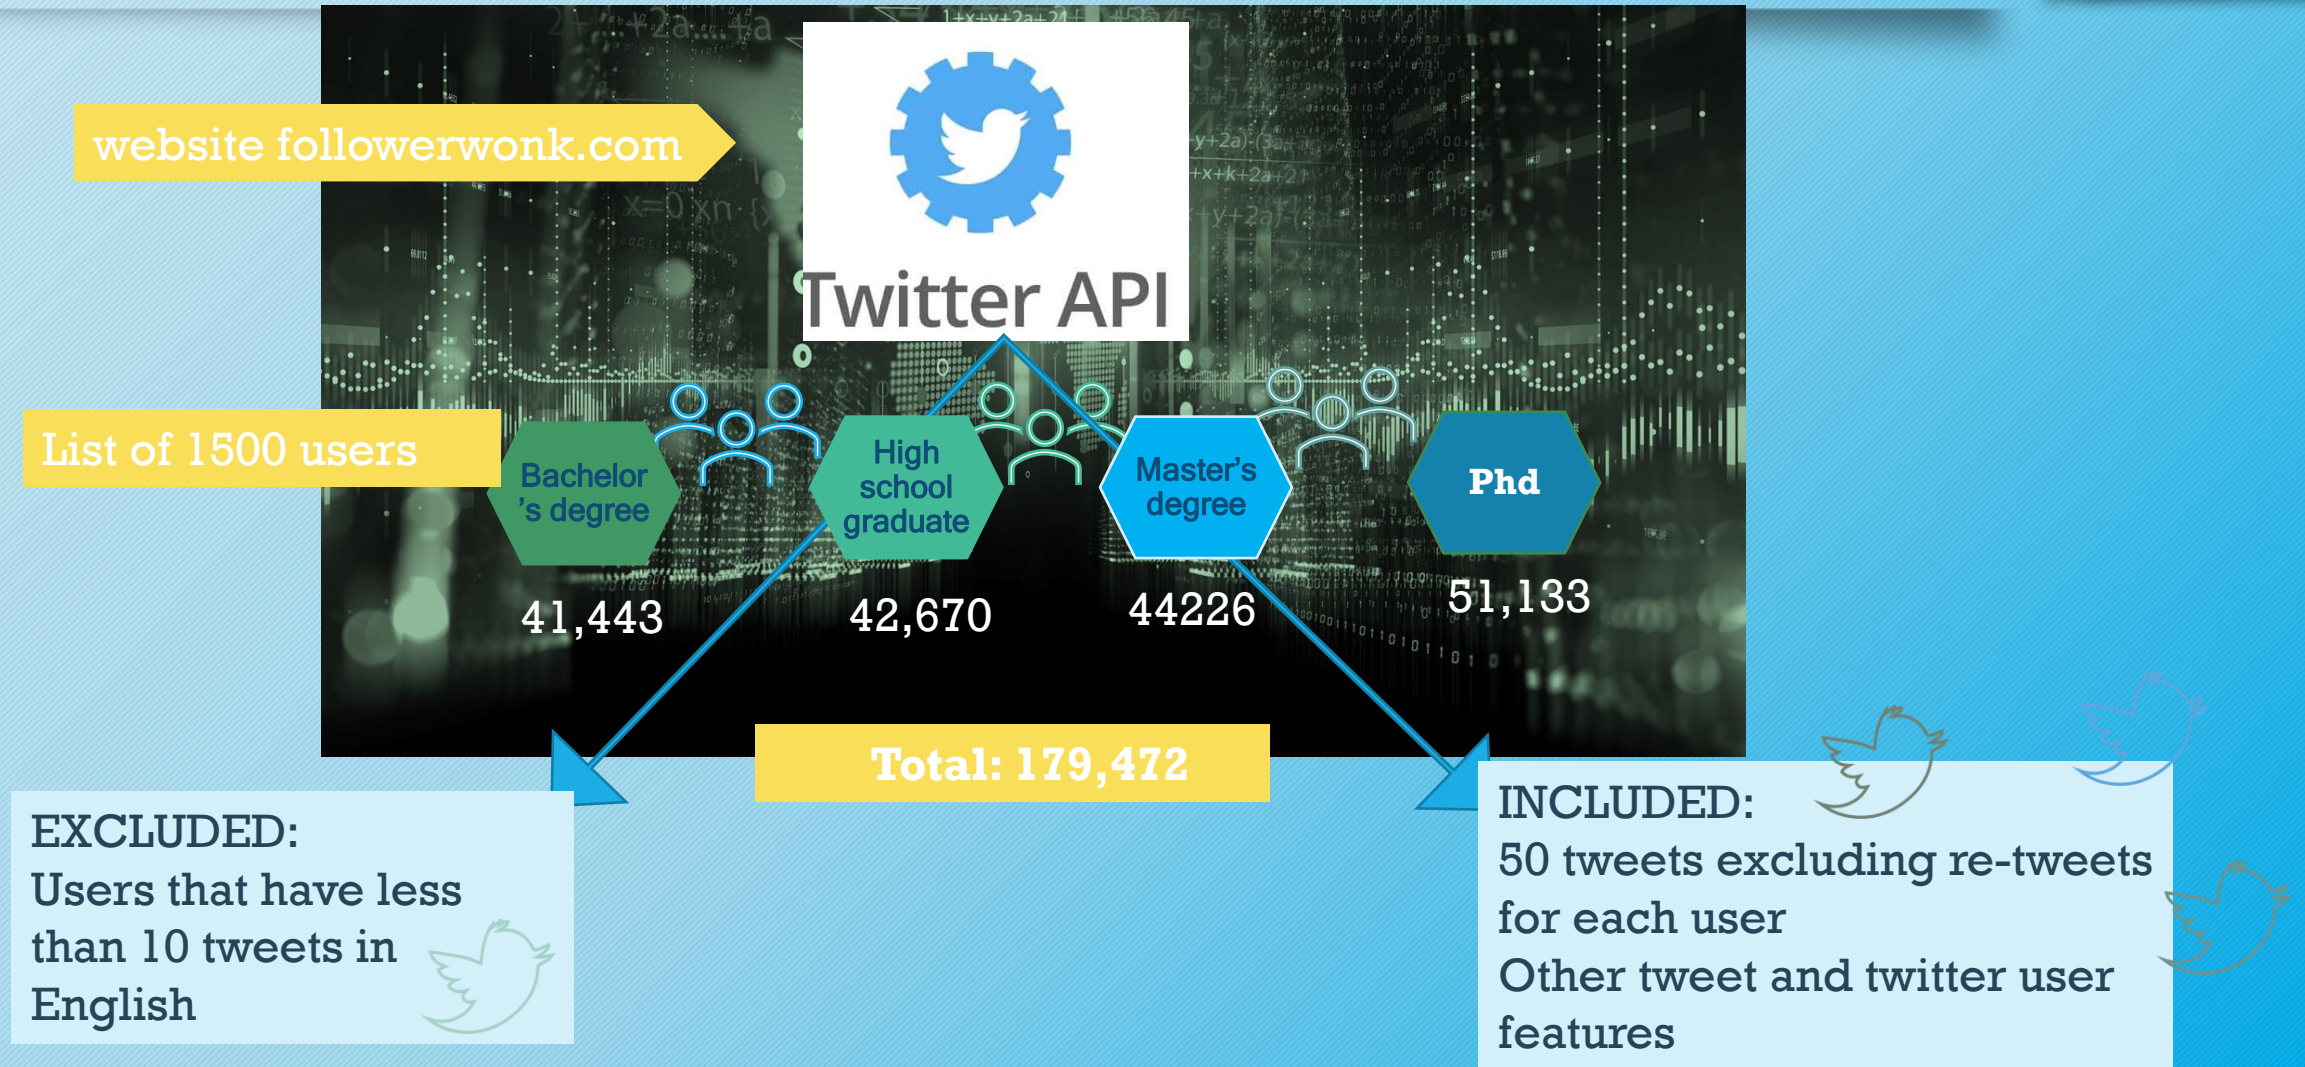 website followerwonk.com
Twitter API
List of 1500 users
Bachelor
's degree
High
school
graduate
Master's
degree
Phd
41,443
42,670
44226
51,133
Total: 179,472
EXCLUDED:
Users that have less
than 10 tweets in
English
INCLUDED:
50 tweets excluding re-tweets
for each user
Other tweet and twitter user
features